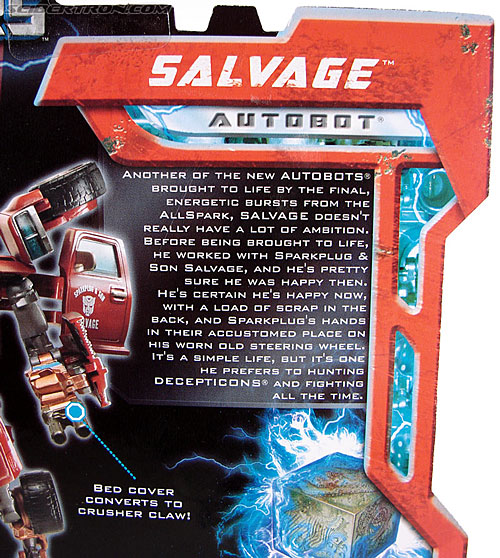 SALVAGE™
AUTOBOT®
ANOTHER OF THE NEW AUTOBOTS®
BROUGHT TO LIFE BY THE FINAL,
ENERGETIC BURSTS FROM THE
ALLSPARK, SALVAGE DOESN'T
REALLY HAVE A LOT OF AMBITION.
BEFORE BEING BROUGHT TO LIFE,
HE WORKED WITH SPARKPLUG &
SON SALVAGE, AND HE'S PRETTY
SURE HE WAS HAPPY THEN.
HE'S CERTAIN HE'S HAPPY NOW,
WITH A LOAD OF SCRAP IN THE
BACK, AND SPARKPLUG'S HANDS
IN THEIR ACCUSTOMED PLACE ON
HIS WORN OLD STEERING WHEEL.
IT'S A SIMPLE LIFE, BUT IT'S ONE
HE PREFERS TO HUNTING
DECEPTICONS® AND FIGHTING
ALL THE TIME.
SPARKPLUG & SON
SALVAGE
BED COVER
CONVERTS TO
CRUSHER CLAW!